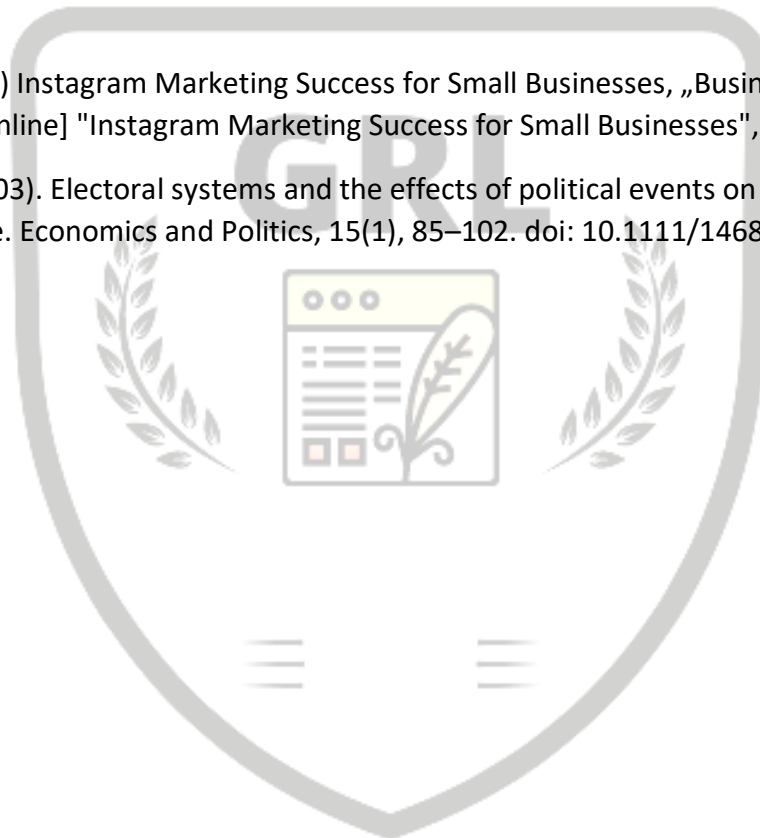 ) Instagram Marketing Success for Small Businesses, „Busin
nline] "Instagram Marketing Success for Small Businesses",
03). Electoral systems and the effects of political events on
e. Economics and Politics, 15(1), 85–102. doi: 10.1111/1468
GRL